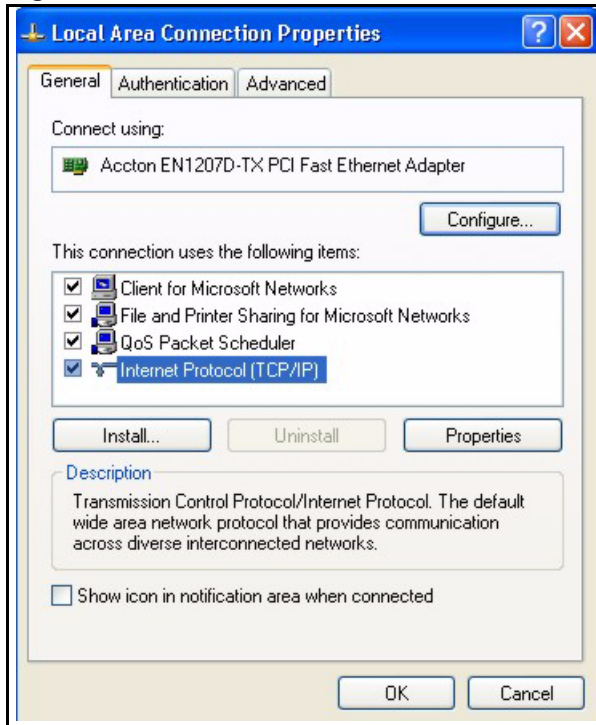 Local Area Connection Properties
?
General Authentication Advanced
Connect using:
Accton EN1207D-TX PCI Fast Ethernet Adapter
Configure...
This connection uses the following items:
Client for Microsoft Networks
File and Printer Sharing for Microsoft Networks
QoS Packet Scheduler
Internet Protocol (TCP/IP)
Install... Uninstall Properties
Description
Transmission Control Protocol/Internet Protocol. The default
wide area network protocol that provides communication
across diverse interconnected networks.
Show icon in notification area when connected
OK Cancel